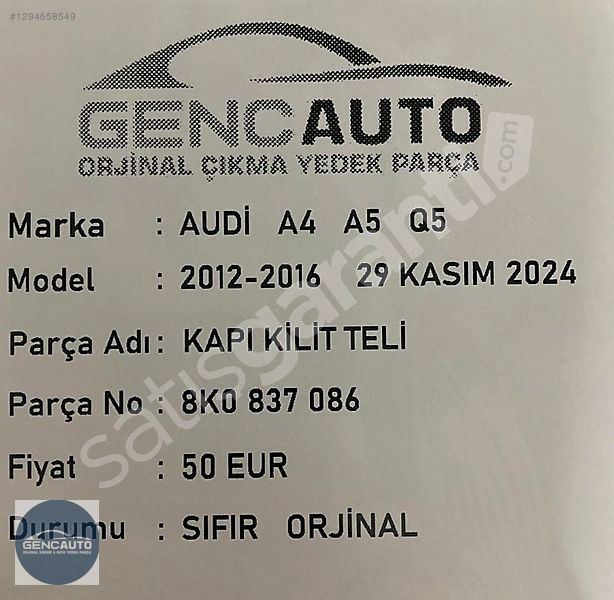 #1294658549
GENCAUTO
ORJİNAL ÇIKMA YEDEK PARÇA
satisgaranti.com
Marka : AUDİ A4 A5 Q5
Model : 2012-2016 29 KASIM 2024
Parça Adı : KAPI KİLİT TELİ
Parça No : 8K0 837 086
Fiyat : 50 EUR
Durumu : SIFIR ORJİNAL
GENCAUTO